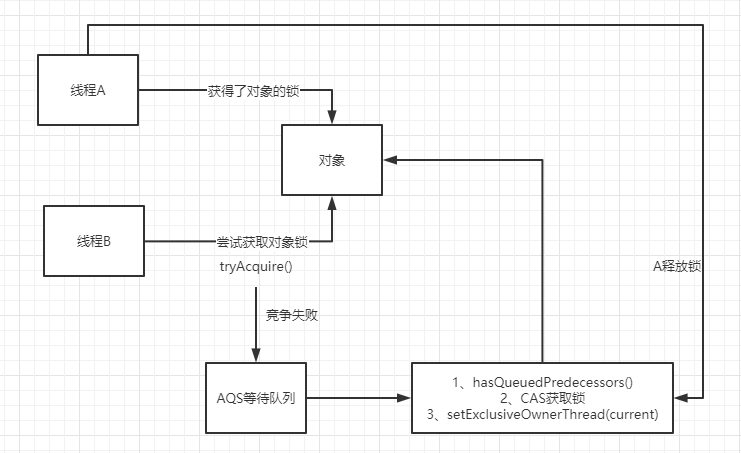 线程A
获得了对象的锁
对象
线程B
尝试获取对象锁
tryAcquire()
A释放锁
竞争失败
AQS等待队列
1、hasQueuedPredecessors()
2、CAS获取锁
3、setExclusiveOwnerThread(current)